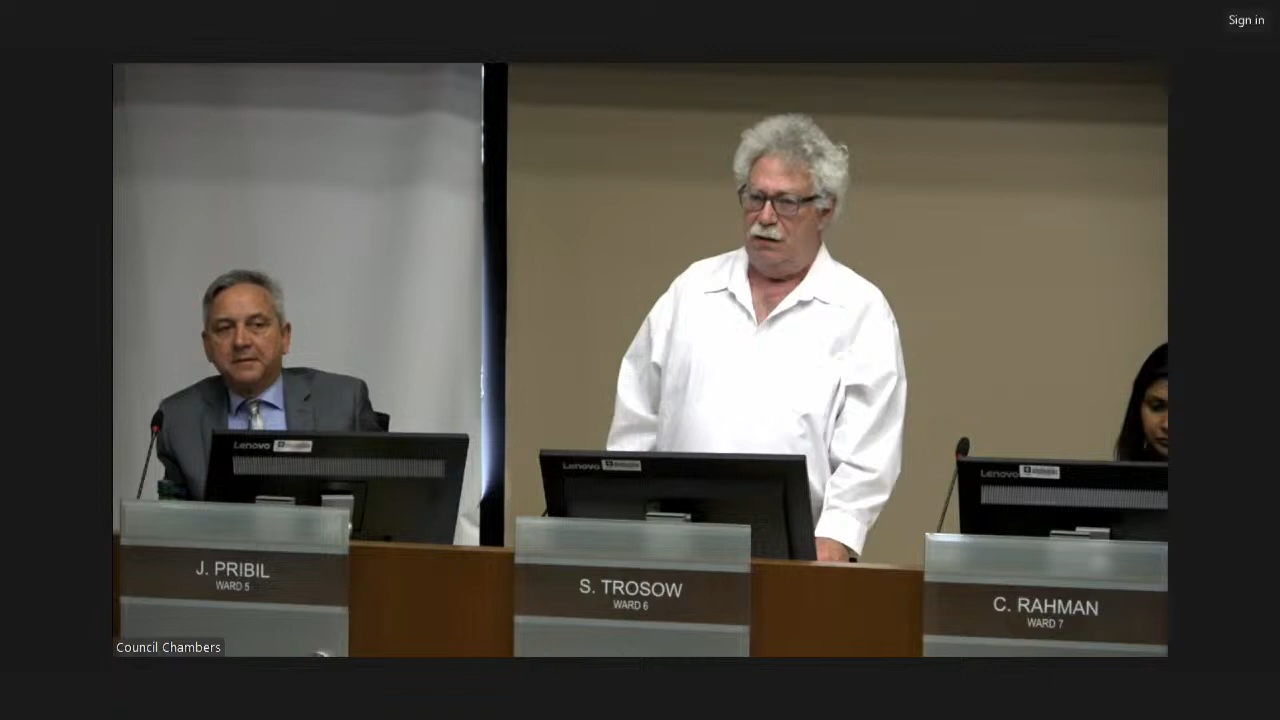 Sign in
Lenovo
Lenovo
Lenovo
J. PRIBIL
WARD 5
S. TROSOW
WARD 6
C. RAHMAN
WARD 7
Council Chambers